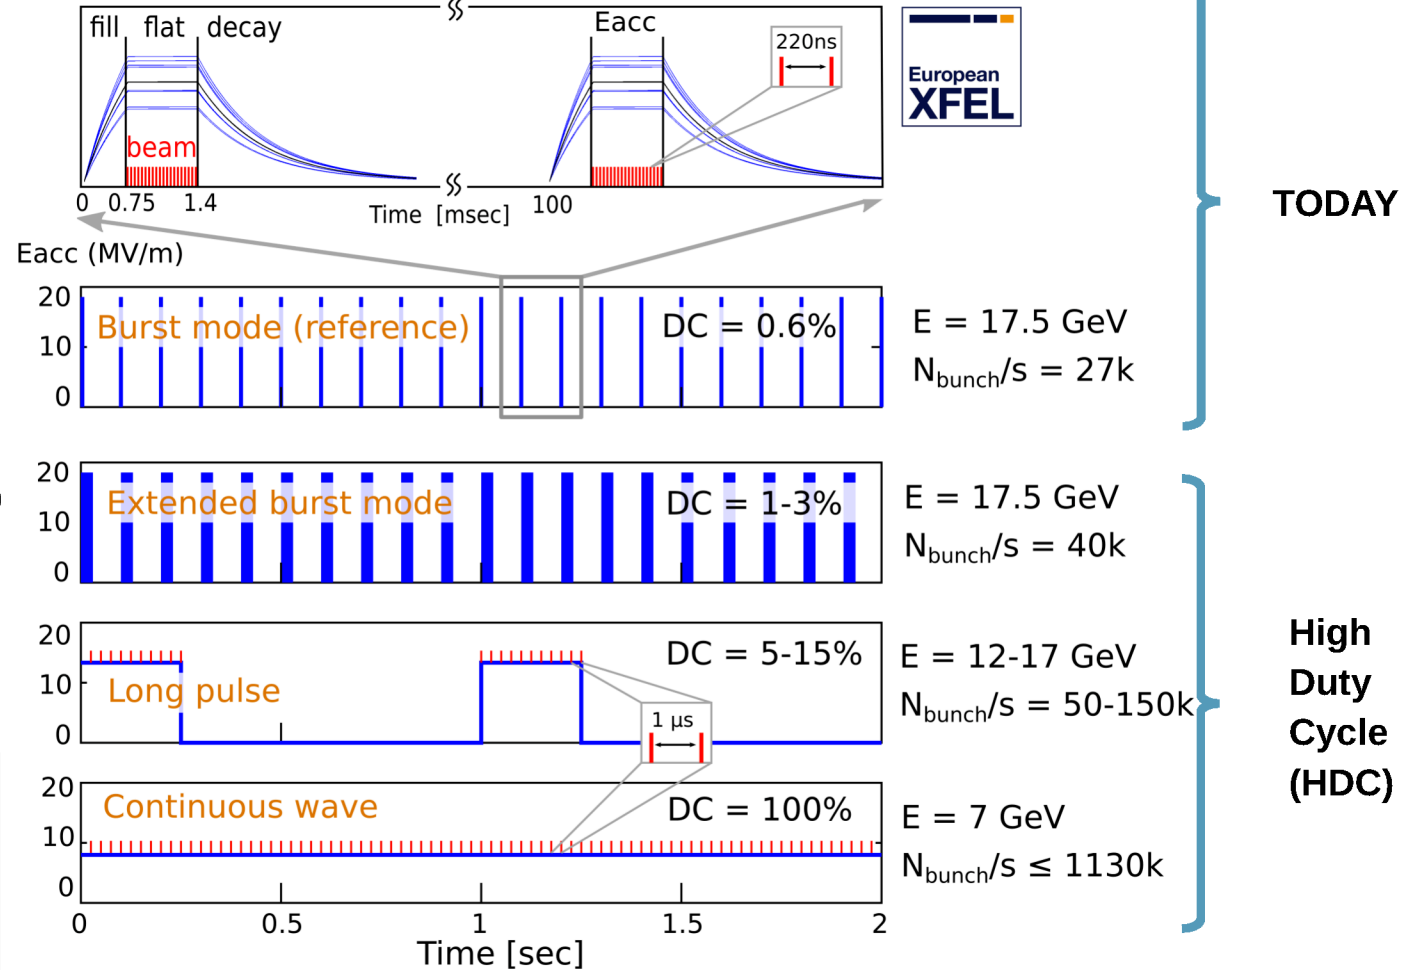 fill flat decay
Eacc
220ns
European
XFEL
beam
0 0.75 1.4
Time [msec]
100
TODAY
Eacc (MV/m)
20
10
0
Burst mode (reference)
DC = 0.6%
E = 17.5 GeV
Nbunch/s = 27k
20
10
0
Extended burst mode
DC = 1-3%
E = 17.5 GeV
Nbunch/s = 40k
20
10
0
Long pulse
DC = 5-15%
1 µs
E = 12-17 GeV
Nbunch/s = 50-150k
High
Duty
Cycle
(HDC)
20
10
0
Continuous wave
DC = 100%
E = 7 GeV
Nbunch/s ≤ 1130k
0 0.5 1 1.5 2
Time [sec]